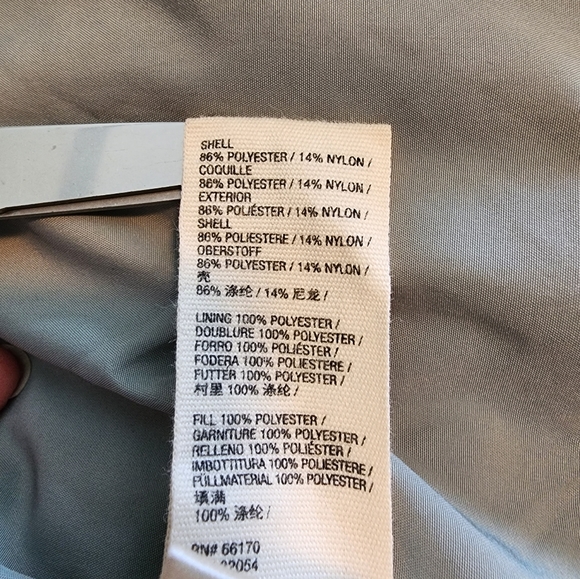 SHELL
86% POLYESTER / 14% NYLON /
COQUILLE
86% POLYESTER / 14% NYLON /
EXTERIOR
86% POLIÉSTER / 14% NYLON /
SHELL
86% POLIESTERE / 14% NYLON /
OBERSTOFF
86% POLYESTER / 14% NYLON /
壳
86% 涤纶 / 14% 尼龙 /
LINING 100% POLYESTER /
DOUBLURE 100% POLYESTER /
FORRO 100% POLIÉSTER /
FODERA 100% POLIESTERE /
FUTTER 100% POLYESTER /
村里 100% 涤纶 /
FILL 100% POLYESTER /
GARNITURE 100% POLYESTER /
RELLENO 100% POLIÉSTER /
IMBOTTITURA 100% POLIESTERE /
FÜLLMATERIAL 100% POLYESTER /
填满
100% 涤纶 /
RN# 66170